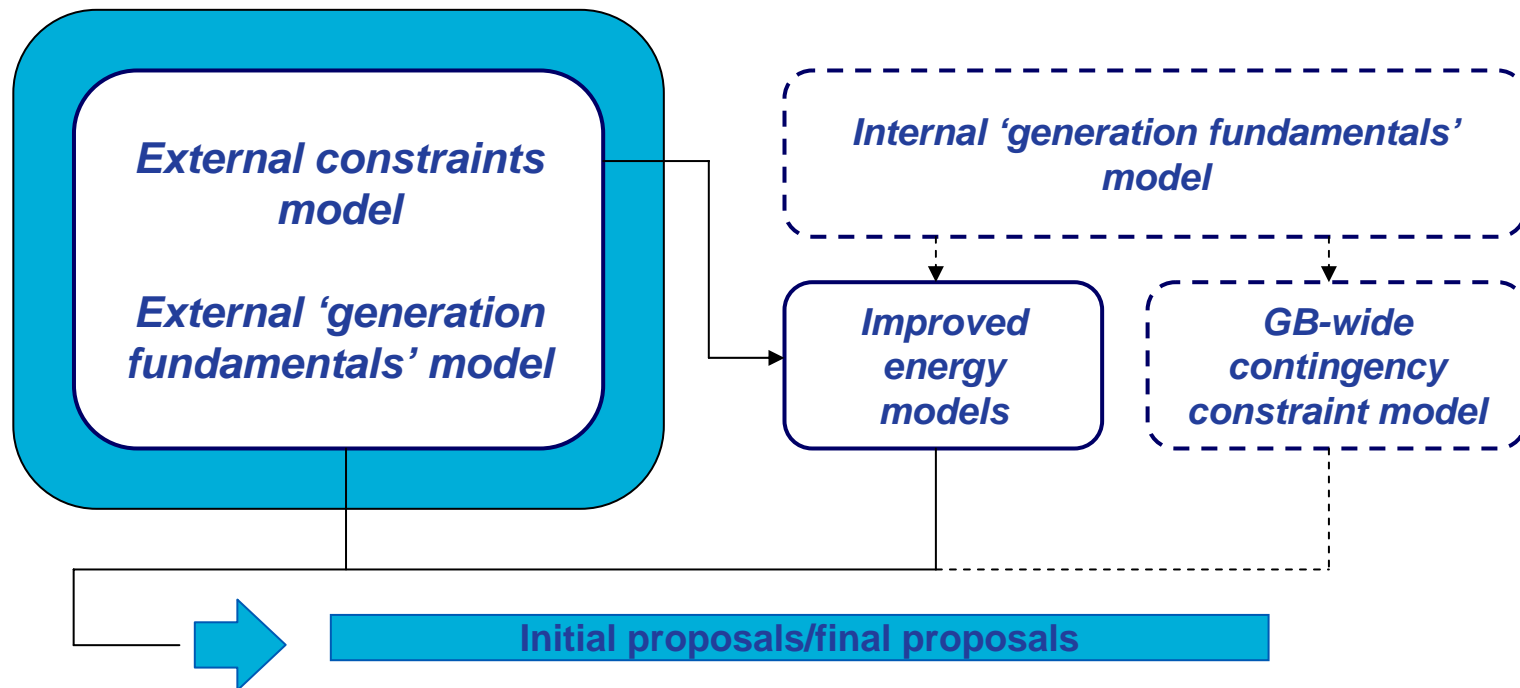 External constraints
model
External ‘generation
fundamentals’ model
Internal ‘generation fundamentals’
model
Improved
energy
models
GB-wide
contingency
constraint model
Initial proposals/final proposals